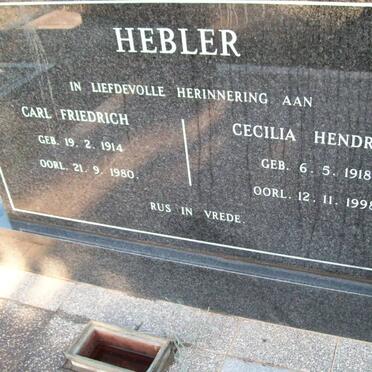 HEBLER
IN LIEFDEVOLLE HERINNERING AAN
CARL FRIEDRICH
GEB. 19. 2. 1914
OORL. 21. 9. 1980.
CECILIA HENDR
GEB. 6. 5. 1918
OORL. 12. 11. 1998
RUS IN VREDE.